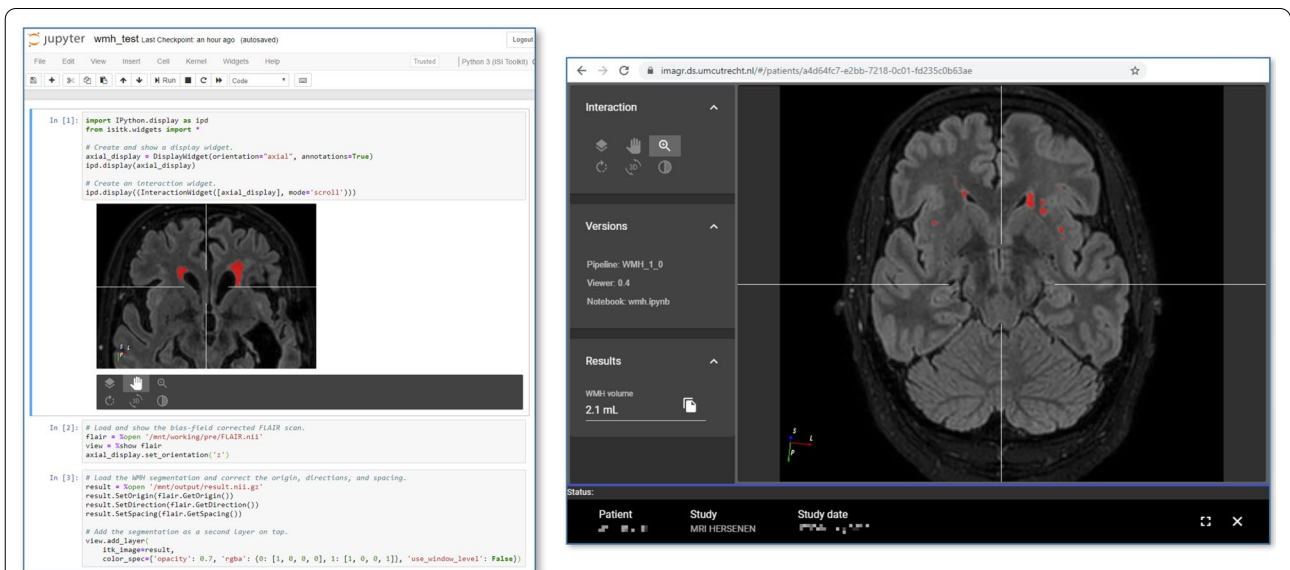 jupyter wmh_test Last Checkpoint: an hour ago (autosaved)
Logout
File Edit View Insert Cell Kernel Widgets Help
Trusted Python 3 (ISI Toolkit)
Run Code
In [1]: import IPython.display as ipd
from isitk.widgets import *
# Create and show a display widget.
axial_display = DisplayWidget(orientation="axial", annotations=True)
ipd.display(axial_display)
# Create an interaction widget.
ipd.display((InteractionWidget([axial_display], mode='scroll')))
S L
P
3D
In [2]: # Load and show the bias-field corrected FLAIR scan.
flair = %open '/mnt/working/pre/FLAIR.nii'
view = %show flair
axial_display.set_orientation('z')
In [3]: # Load the WMH segmentation and correct the origin, directions, and spacing.
result = %open '/mnt/output/result.nii.gz'
result.SetOrigin(flair.GetOrigin())
result.SetDirection(flair.GetDirection())
result.SetSpacing(flair.GetSpacing())
# Add the segmentation as a second layer on top.
view.add_layer(
itk_image=result,
color_spec={'opacity': 0.7, 'rgba': {0: [1, 0, 0, 0], 1: [1, 0, 0, 1]}, 'use_window_level': False})
imagr.ds.umcutrecht.nl/#/patients/a4d64fc7-e2bb-7218-0c01-fd235c0b63ae
Interaction
3D
Versions
Pipeline: WMH_1_0
Viewer: 0.4
Notebook: wmh.ipynb
Results
WMH volume
2.1 mL
S
L
P
Status:
Patient Study Study date
MRI HERSENEN